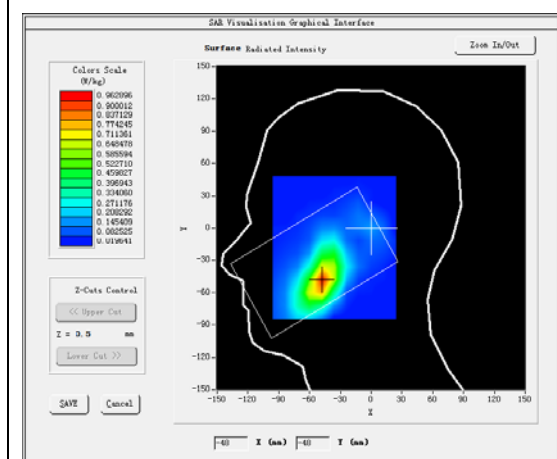 SAR Visualisation Graphical Interface
Surface Radiated Intensity
Zoom In/Out
Colors Scale
(W/kg)
0.962896
0.900012
0.837129
0.774245
0.711361
0.648478
0.585594
0.522710
0.459827
0.396943
0.334060
0.271176
0.208292
0.145409
0.082525
0.019641
150
120
90
60
30
0
-30
-60
-90
-120
-150
Y
-150 -120 -90 -60 -30 0 30 60 90 120 150
X
Z-Cuts Control
<< Upper Cut
Z = 3.5 mm
Lower Cut >>
SAVE Cancel
-48 X (mm) -48 Y (mm)